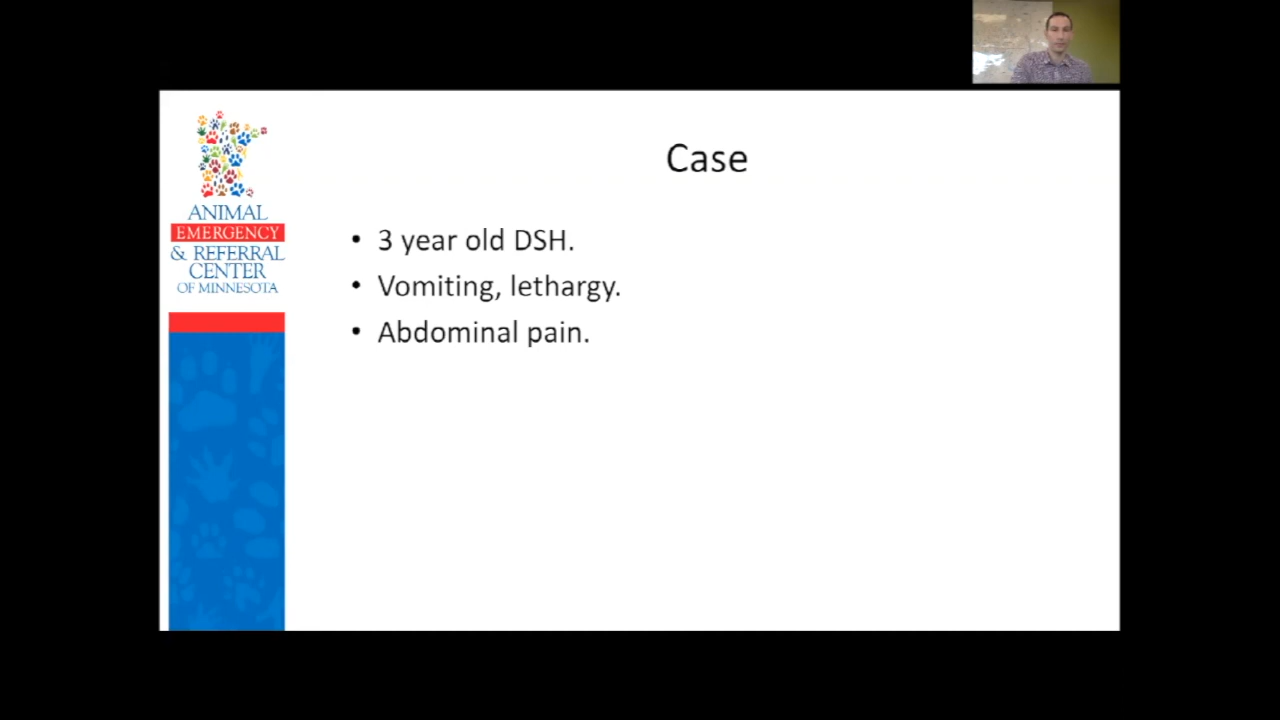 Case
ANIMAL
EMERGENCY
& REFERRAL
CENTER
OF MINNESOTA
• 3 year old DSH.
• Vomiting, lethargy.
• Abdominal pain.